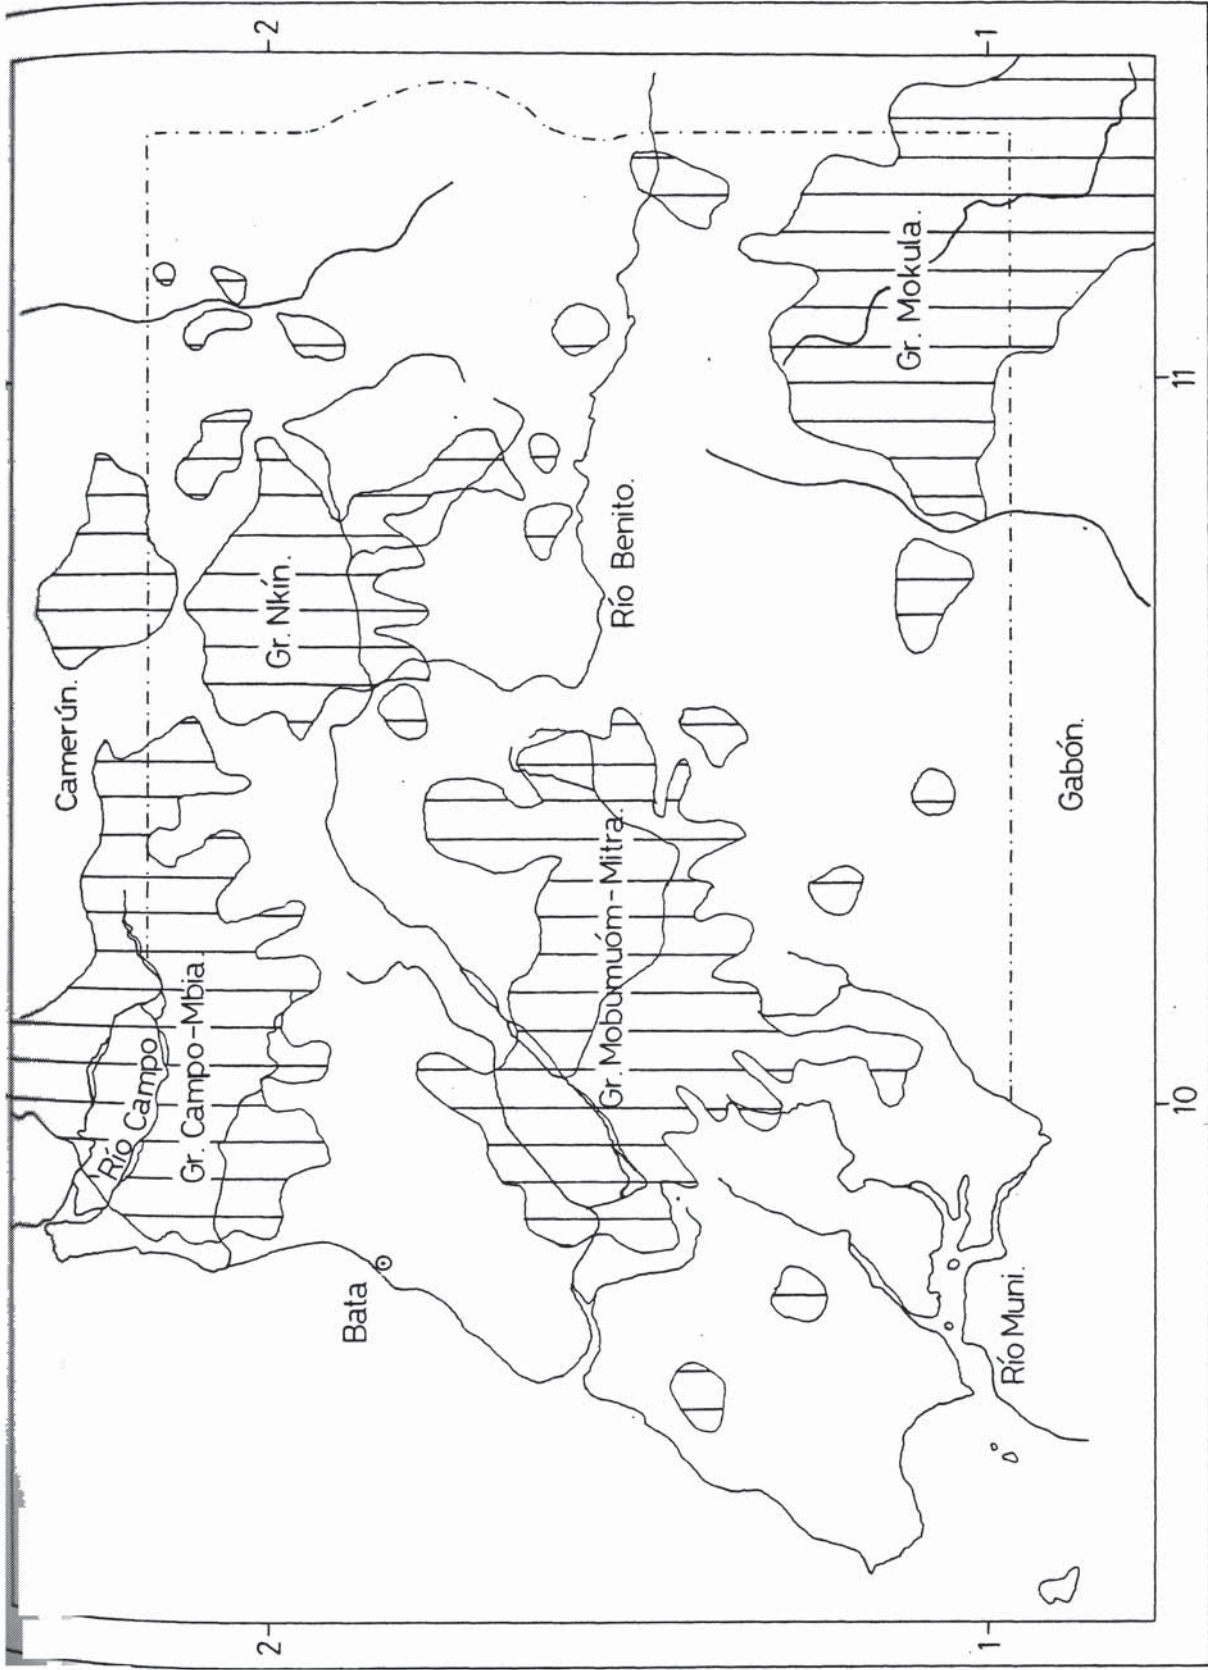 2
1
Camerún.
Río Campo
Gr. Campo-Mbia.
Gr. Nkín.
Bata
Río Benito.
Gr. Mobumuóm-Mitra.
Gr. Mokula.
Río Muni.
Gabón.
2
1
10
11